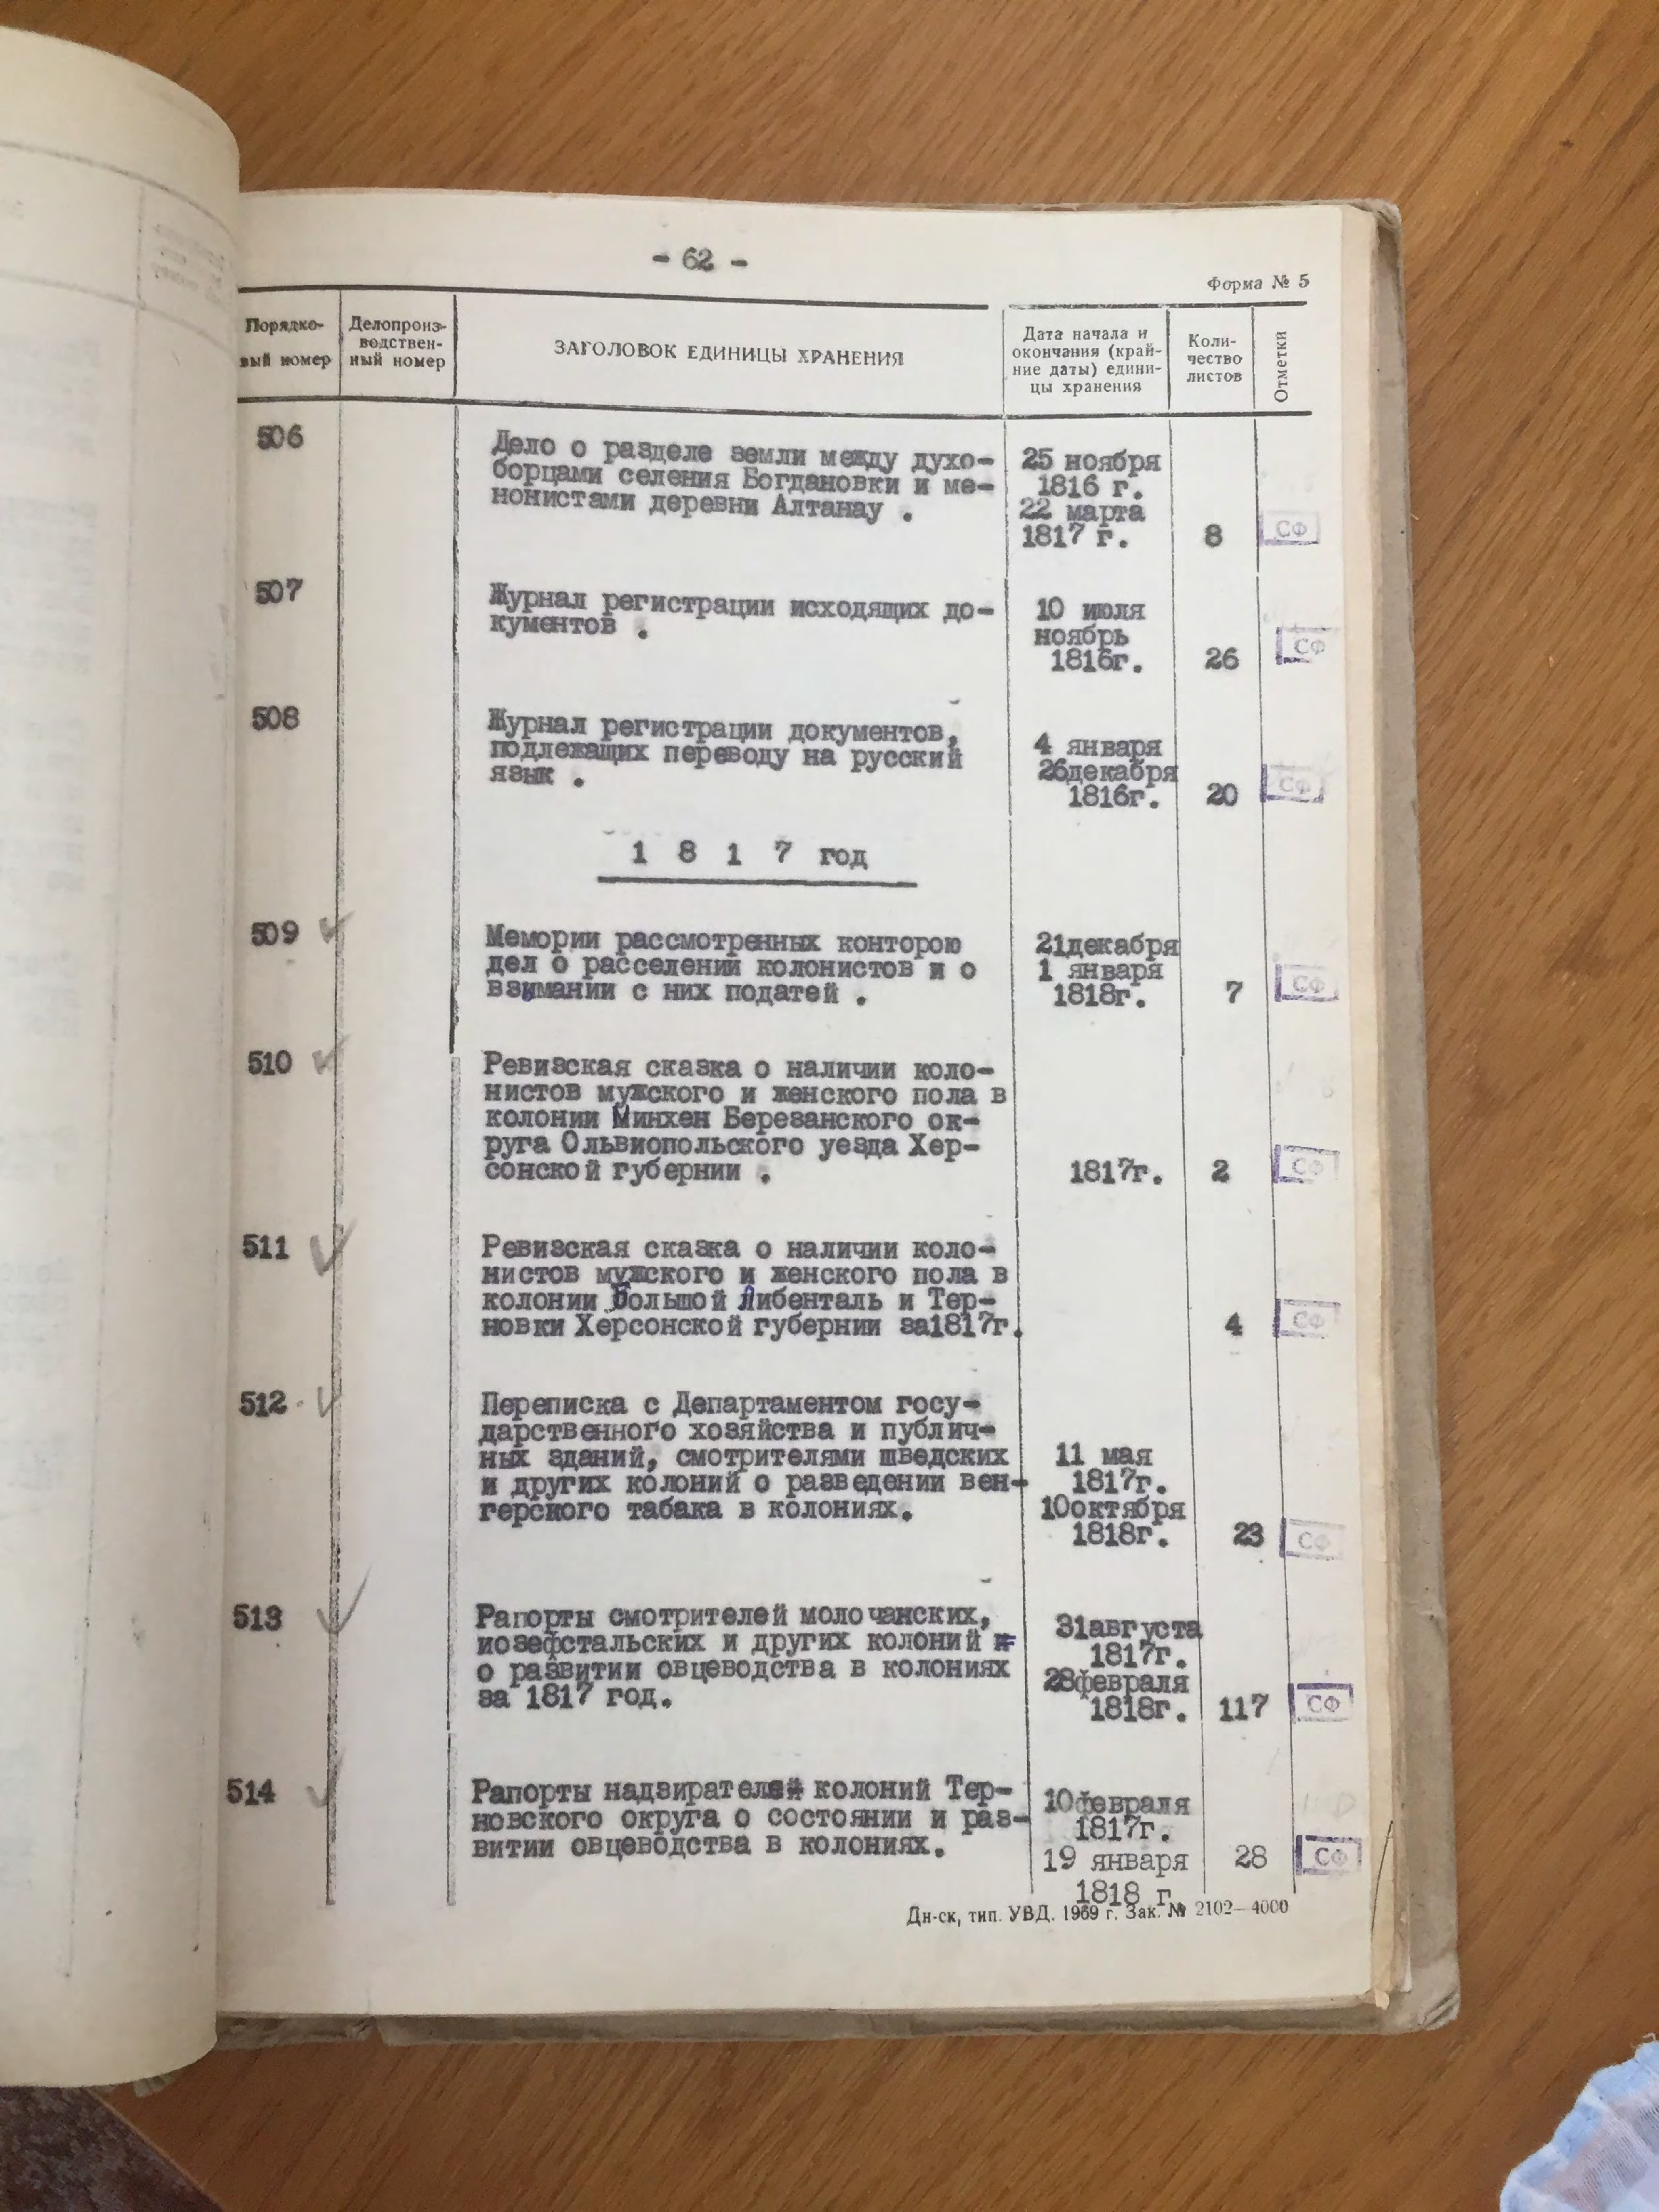 - 62 -
Форма № 5
Порядко-
вый номер
Делопроиз-
водствен-
ный номер
ЗАГОЛОВОК ЕДИНИЦЫ ХРАНЕНИЯ
Дата начала и
окончания (край-
ние даты) едини-
цы хранения
Коли-
чество
листов
Отметки
506
Дело о разделе земли между духо-
борцами селения Богдановки и ме-
нонистами деревни Алтанау .
25 ноября
1816 г.
22 марта
1817 г.
8
СФ
507
Журнал регистрации исходящих до-
кументов .
10 июля
ноябрь
1816г.
26
СФ
508
Журнал регистрации документов,
подлежащих переводу на русский
язык .
4 января
26декабря
1816г.
20
СФ
1 8 1 7 год
509
Мемории рассмотренных конторою
дел о расселении колонистов и о
взимании с них податей .
21декабря
1 января
1818г.
7
СФ
510
Ревизская сказка о наличии коло-
нистов мужского и женского пола в
колонии Минхен Березанского ок-
руга Ольвиопольского уезда Хер-
сонской губернии .
1817г.
2
СФ
511
Ревизская сказка о наличии коло-
нистов мужского и женского пола в
колонии Большой Либенталь и Тер-
новки Херсонской губернии за1817г.
4
СФ
512
Переписка с Департаментом госу-
дарственного хозяйства и публич-
ных зданий, смотрителями шведских
и других колоний о разведении вен-
герского табака в колониях.
11 мая
1817г.
10октября
1818г.
23
СФ
513
Рапорты смотрителей молочанских,
иозефстальских и других колоний
о развитии овцеводства в колониях
за 1817 год.
31августа
1817г.
28февраля
1818г.
117
СФ
514
Рапорты надзирателей колоний Тер-
новского округа о состоянии и раз-
витии овцеводства в колониях.
10февраля
1817г.
19 января
1818 г.
28
СФ
Дн-ск, тип. УВД. 1969 г. Зак. № 2102—4000